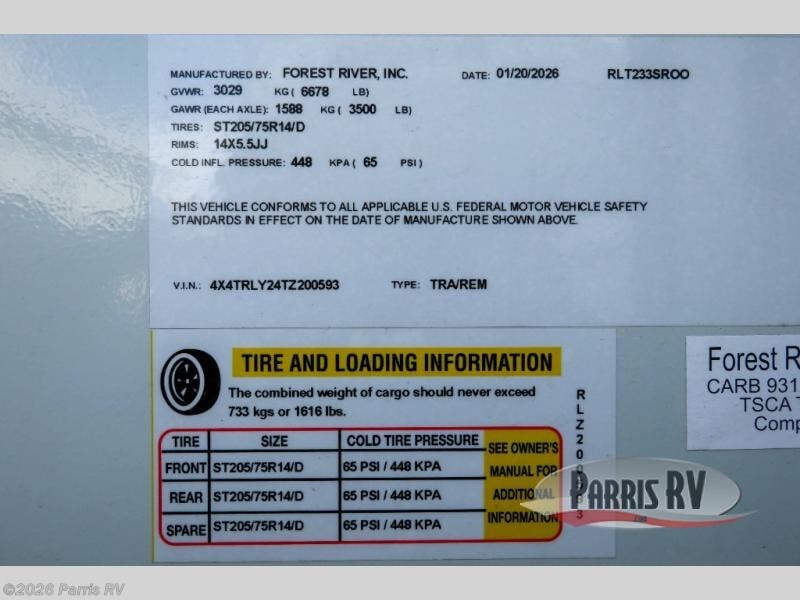 MANUFACTURED BY: FOREST RIVER, INC. DATE: 01/20/2026 RLT233SROO
GVWR: 3029 KG ( 6678 LB)
GAWR (EACH AXLE): 1588 KG ( 3500 LB)
TIRES: ST205/75R14/D
RIMS: 14X5.5JJ
COLD INFL. PRESSURE: 448 KPA ( 65 PSI )
THIS VEHICLE CONFORMS TO ALL APPLICABLE U.S. FEDERAL MOTOR VEHICLE SAFETY
STANDARDS IN EFFECT ON THE DATE OF MANUFACTURE SHOWN ABOVE.
V.I.N.: 4X4TRLY24TZ200593 TYPE: TRA/REM
TIRE AND LOADING INFORMATION
The combined weight of cargo should never exceed
733 kgs or 1616 lbs.
TIRE SIZE COLD TIRE PRESSURE
FRONT ST205/75R14/D 65 PSI / 448 KPA
REAR ST205/75R14/D 65 PSI / 448 KPA
SPARE ST205/75R14/D 65 PSI / 448 KPA
SEE OWNER'S
MANUAL FOR
ADDITIONAL
INFORMATION
Forest R
CARB 931
TSCA T
Comp
PARRIS RV
©2026 Parris RV